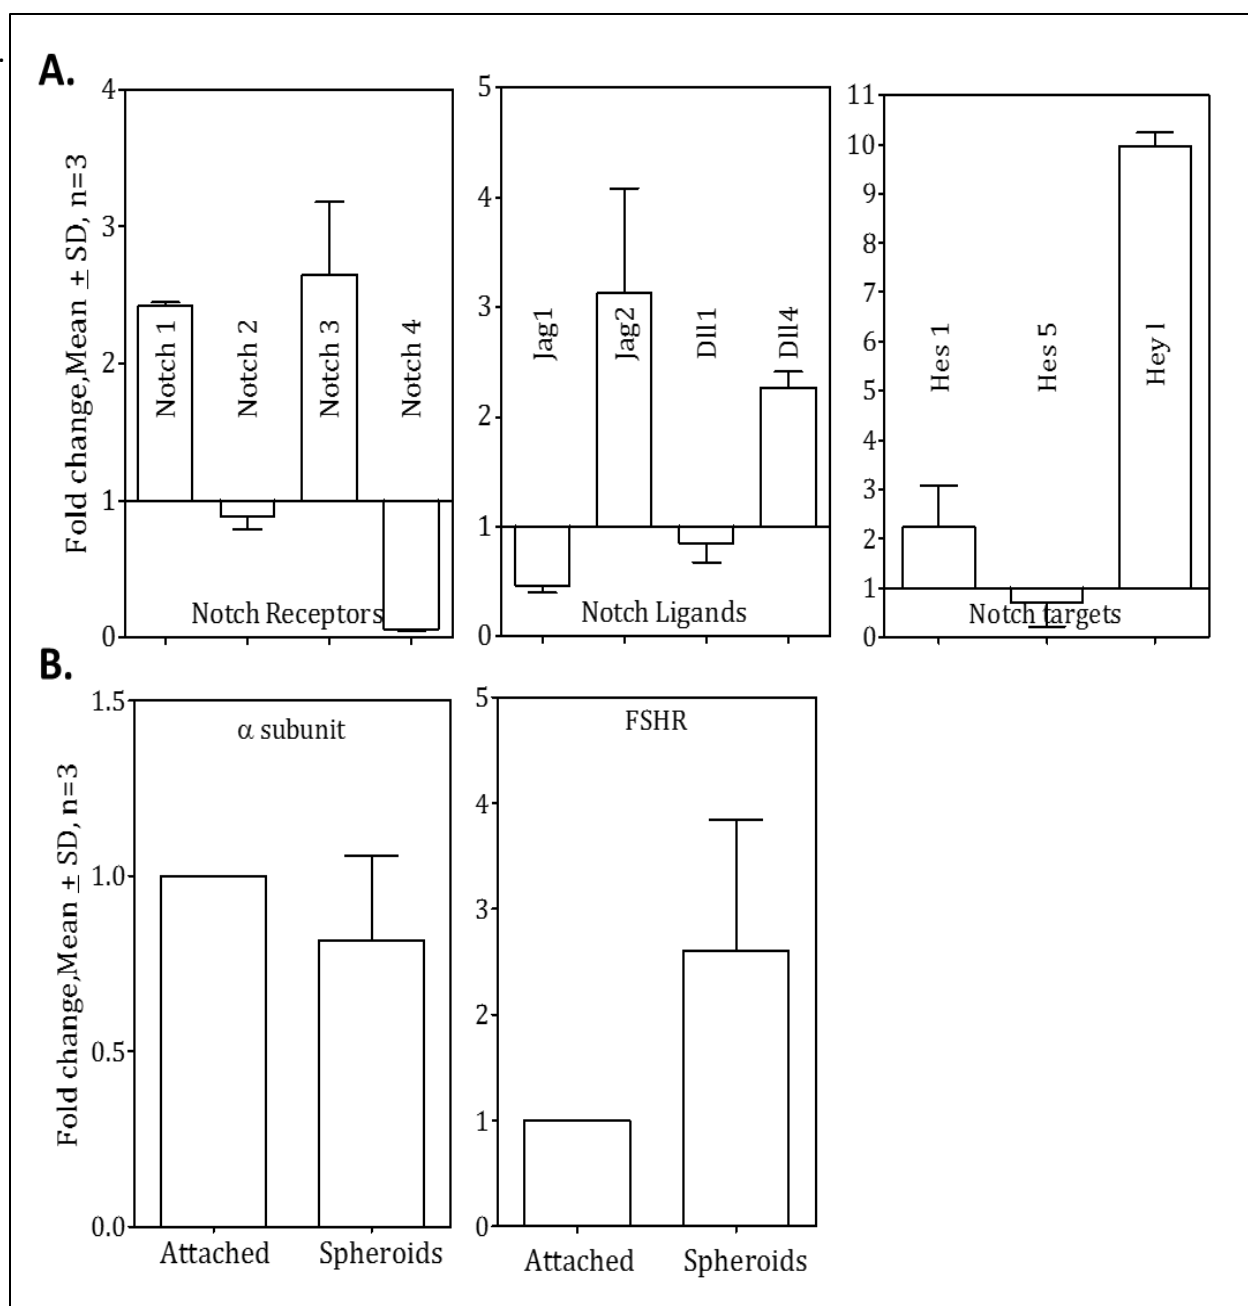 A.
Fold change,Mean ± SD, n=3
4
3
2
1
0
Notch 1
Notch 2
Notch 3
Notch 4
Notch Receptors
5
4
3
2
1
0
Jag1
Jag2
Dll1
Dll4
Notch Ligands
11
10
9
8
7
6
5
4
3
2
1
0
Hes 1
Hes 5
Hey l
Notch targets
B.
Fold change,Mean ± SD, n=3
1.5
1.0
0.5
0.0
α subunit
Attached
Spheroids
5
4
3
2
1
0
FSHR
Attached
Spheroids